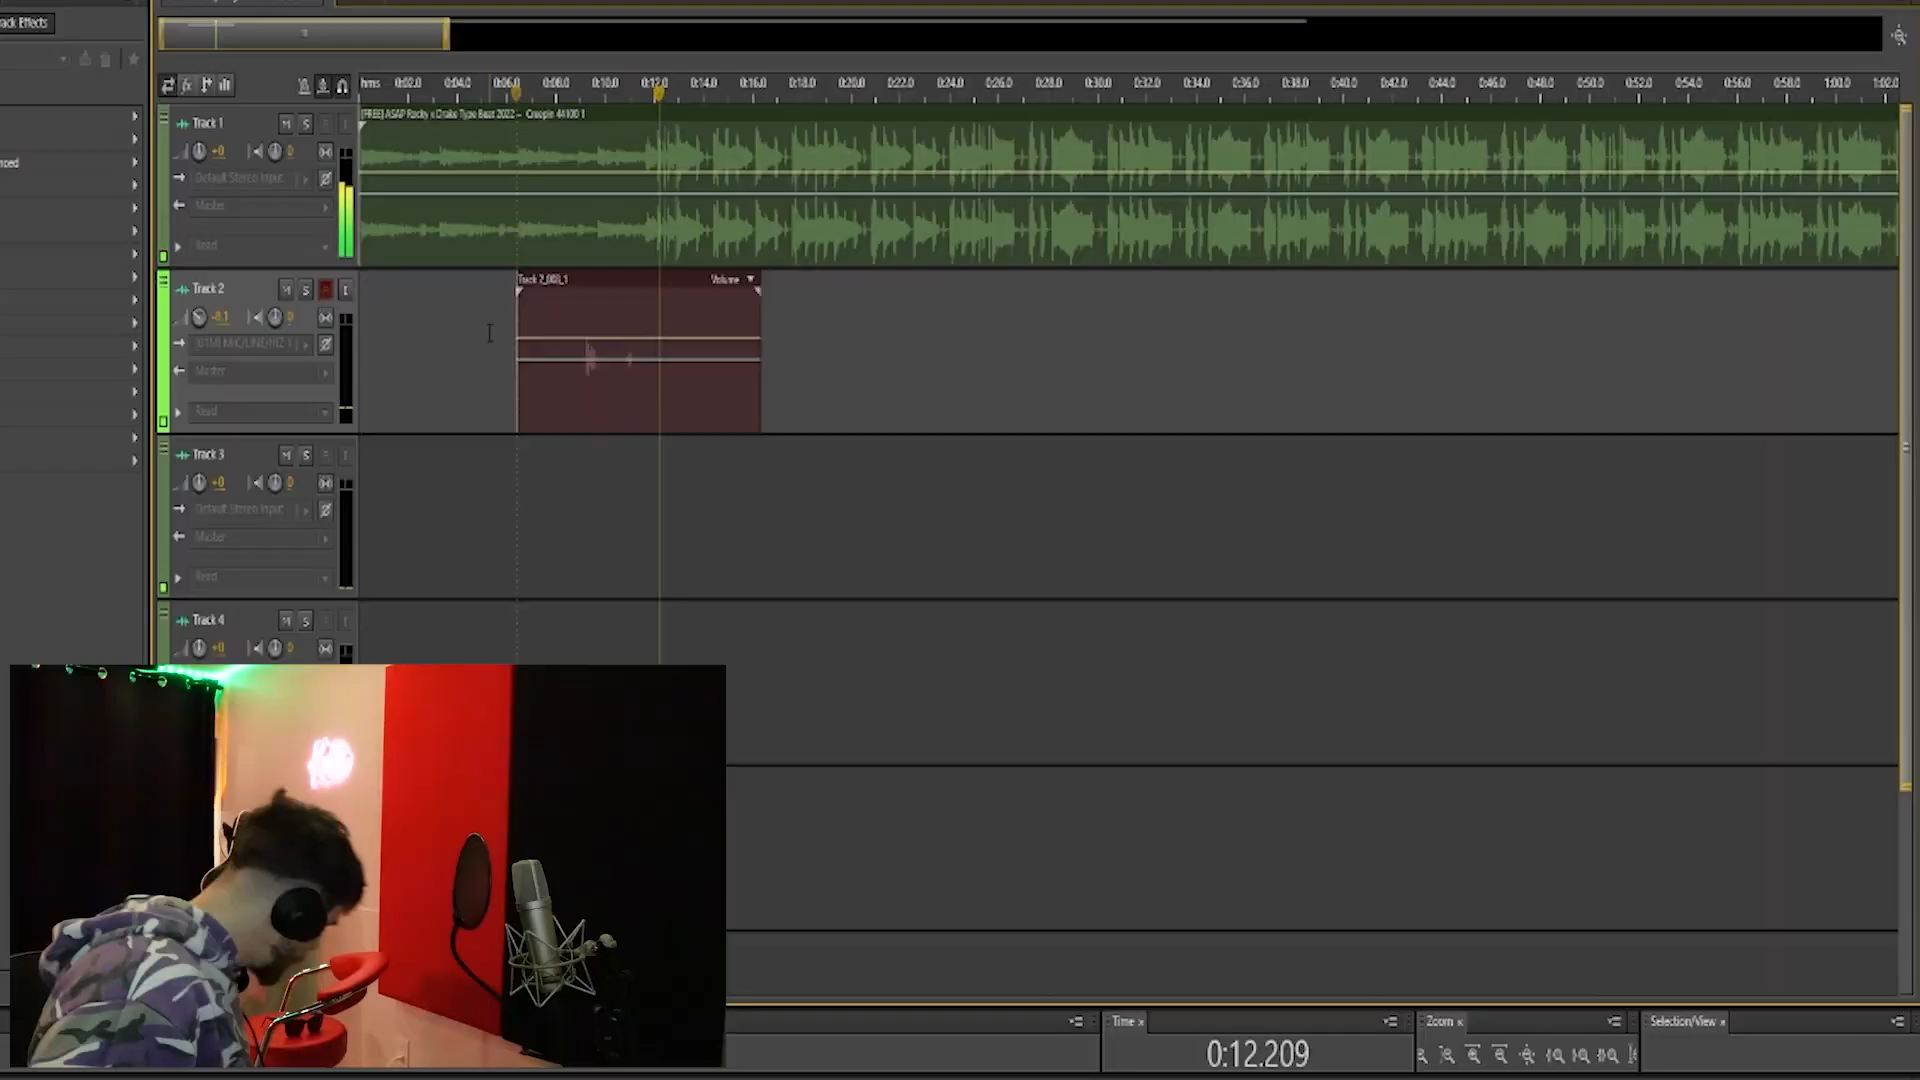 ack Effects
hms 0:02.0 0:04.0 0:06.0 0:08.0 0:10.0 0:12.0 0:14.0 0:16.0 0:18.0 0:20.0 0:22.0 0:24.0 0:26.0 0:28.0 0:30.0 0:32.0 0:34.0 0:36.0 0:38.0 0:40.0 0:42.0 0:44.0 0:46.0 0:48.0 0:50.0 0:52.0 0:54.0 0:56.0 0:58.0 1:00.0 1:02.0
[FREE] ASAP Rocky x Drake Type Beat 2022 - Creepin 44100 1
Track 1 M S
+0 0
Default Stereo Input
Master
Read
nced
Track 2 M S R I
-8.1 0
[01M] MIC/LINE/HIZ 1
Master
Read
Track 2_003_1 Volume
Track 3 M S
+0 0
Default Stereo Input
Master
Read
Track 4 M S
+0 0
Time x
0:12.209
Zoom x
Selection/View x